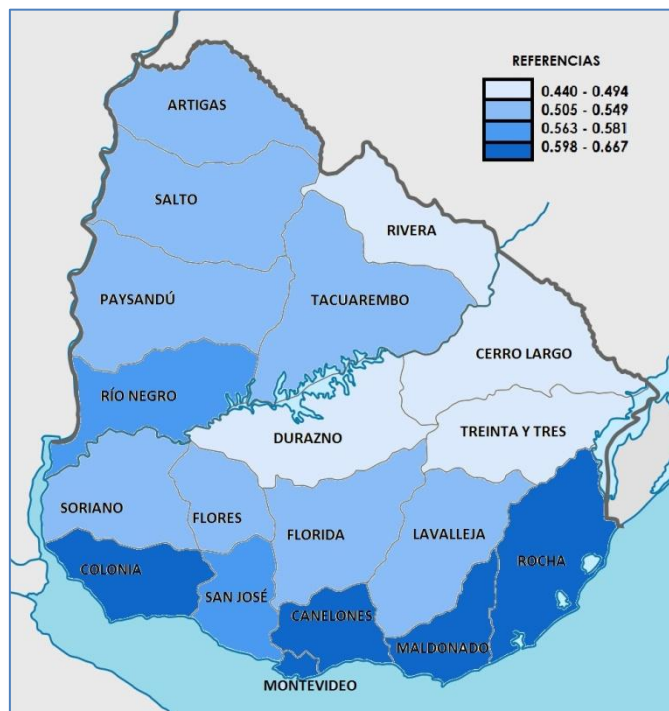 REFERENCIAS
0.440 - 0.494
0.505 - 0.549
0.563 - 0.581
0.598 - 0.667
ARTIGAS
SALTO
RIVERA
PAYSANDÚ
TACUAREMBO
CERRO LARGO
RÍO NEGRO
DURAZNO
TREINTA Y TRES
SORIANO
FLORES
FLORIDA
LAVALLEJA
ROCHA
COLONIA
SAN JOSÉ
CANELONES
MALDONADO
MONTEVIDEO